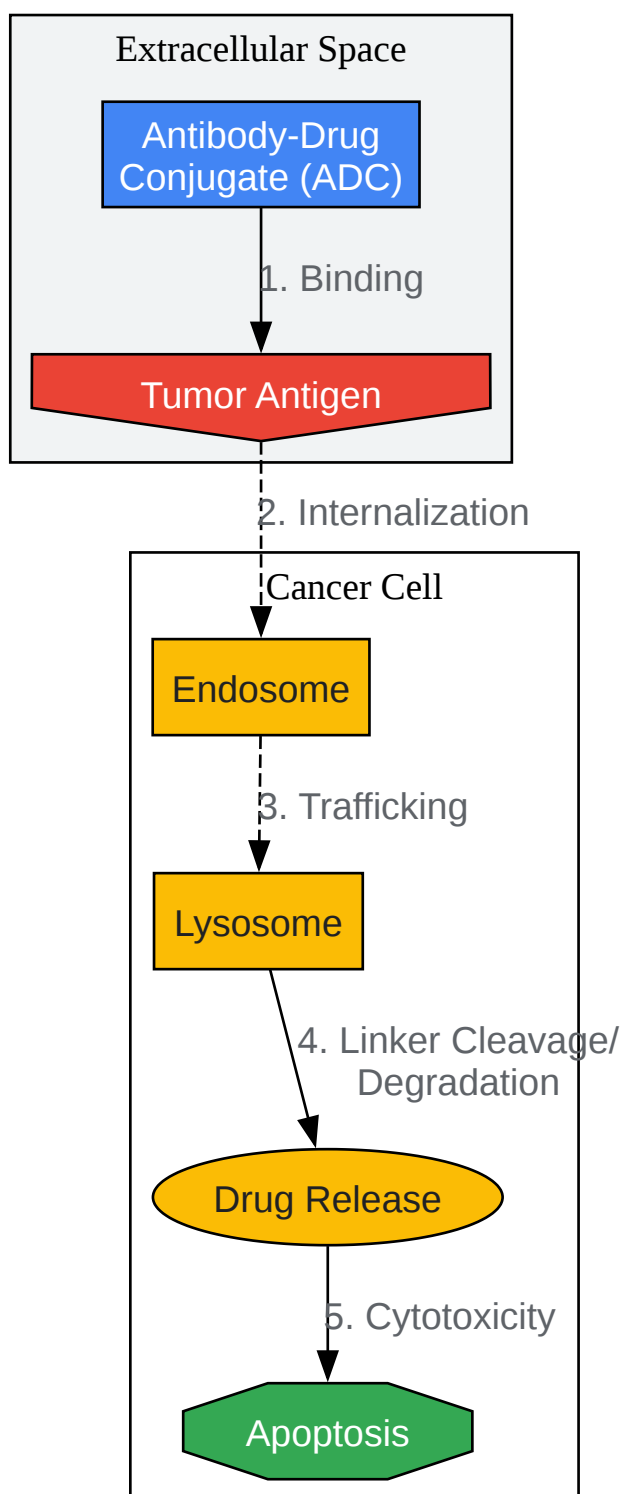 Extracellular Space
Antibody-Drug
Conjugate (ADC)
1. Binding
Tumor Antigen
2. Internalization
Cancer Cell
Endosome
3. Trafficking
Lysosome
4. Linker Cleavage/
Degradation
Drug Release
5. Cytotoxicity
Apoptosis